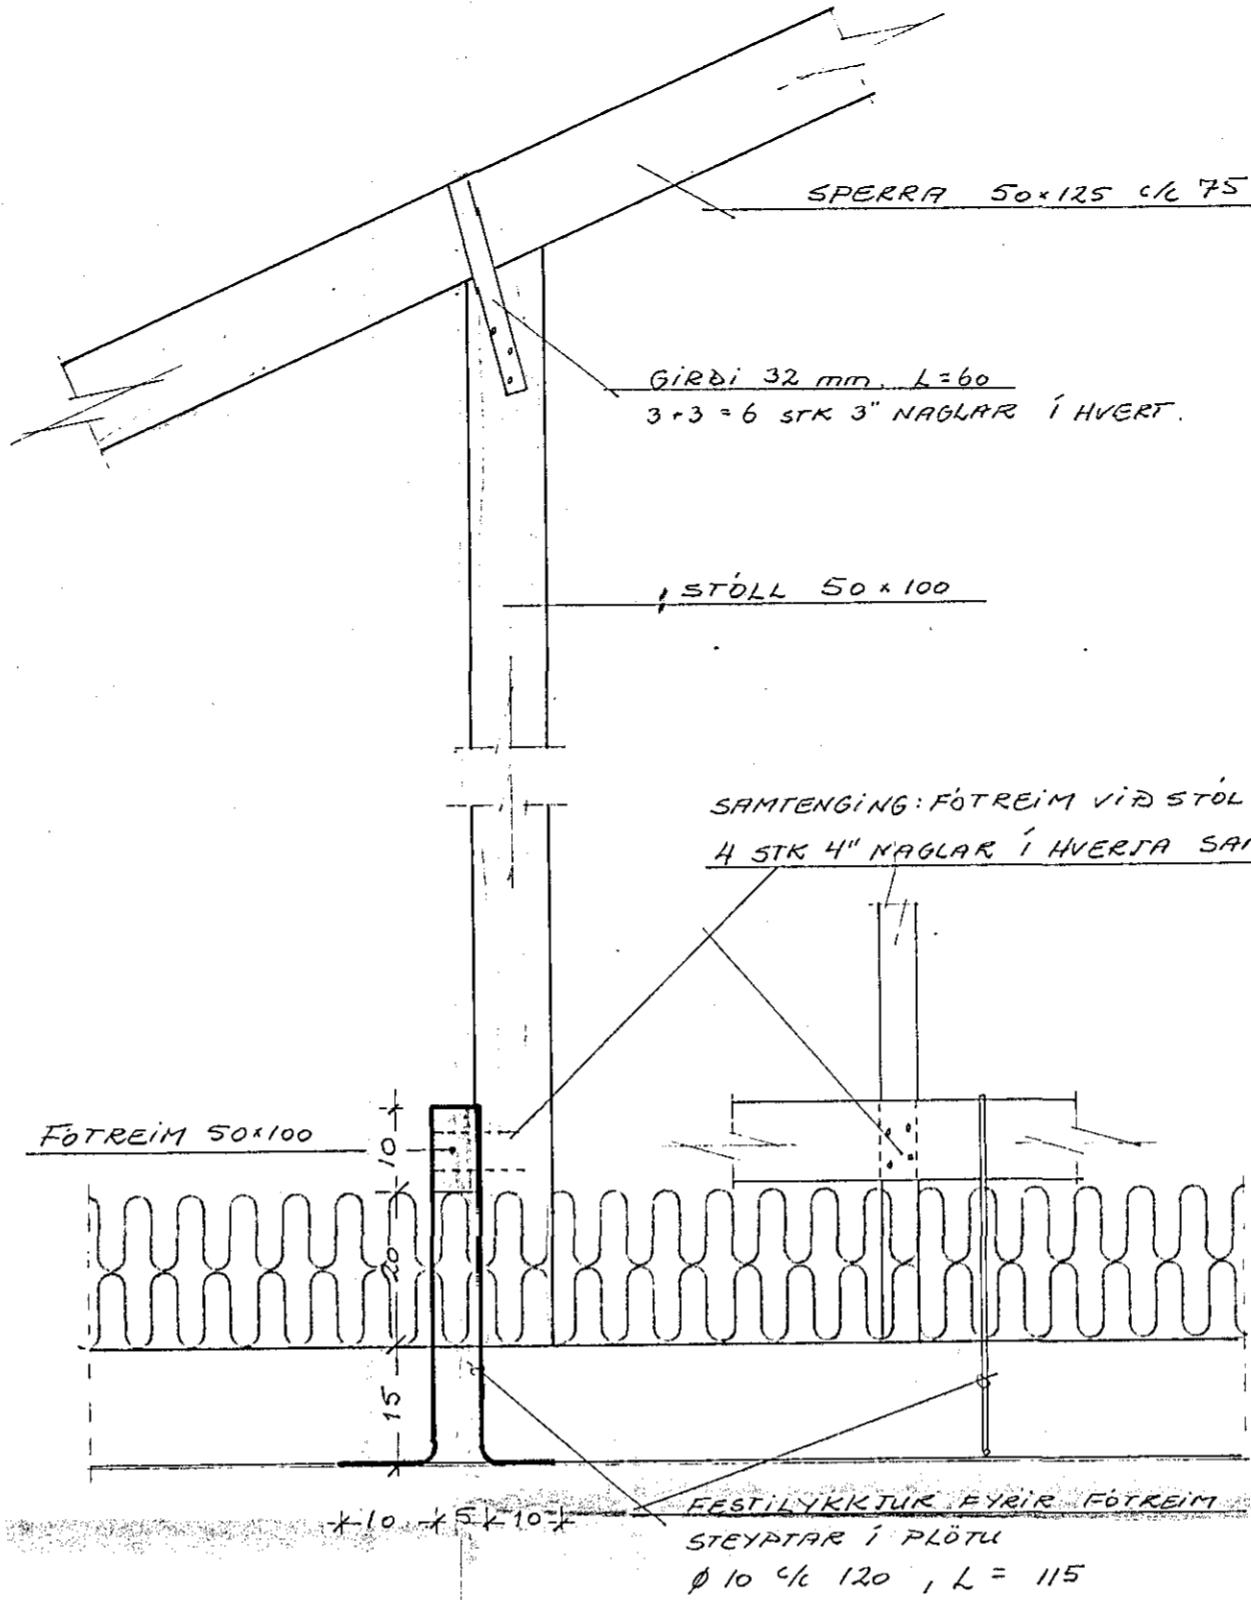 SPERRA 50×125 c/c 75
GIRÐI 32 mm. L=60
3+3=6 STK 3" NAGLAR Í HVERT.
STÓLL 50×100
SAMTENGING: FÓTREIM VIÐ STÓL
4 STK 4" NAGLAR Í HVERJA
FÓTREIM 50×100
10
20
15
10 5 10
FESTILYKKJUR FYRIR FÓTREIM
STEYPTAR Í PLÖTU
ø 10 c/c 120, L = 115